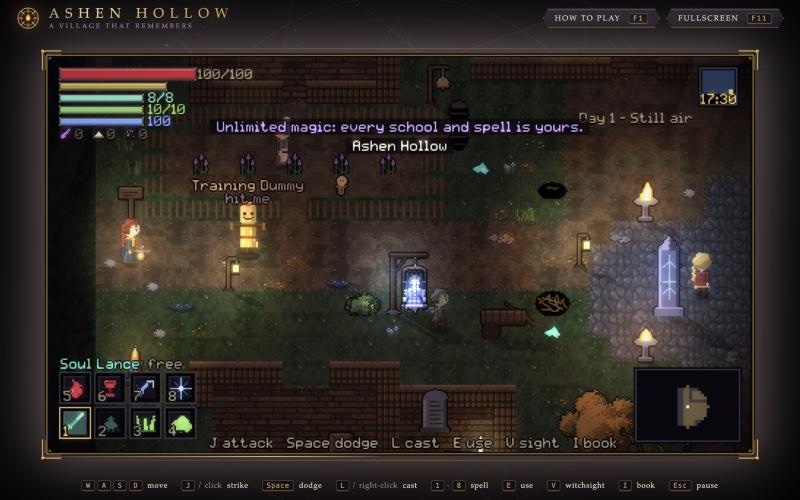 ASHEN HOLLOW
A VILLAGE THAT REMEMBERS
HOW TO PLAY F1
FULLSCREEN F11
100/100
8/8
10/10
100
0 0 0
17:30
Day 1 - Still air
Unlimited magic: every school and spell is yours.
Ashen Hollow
Training Dummy
hit me
Soul Lance free
5 6 7 8
1 2 3 4
J attack Space dodge L cast E use V sight I book
W A S D move J / click strike Space dodge L / right-click cast 1 - 8 spell E use V witchsight I book Esc pause